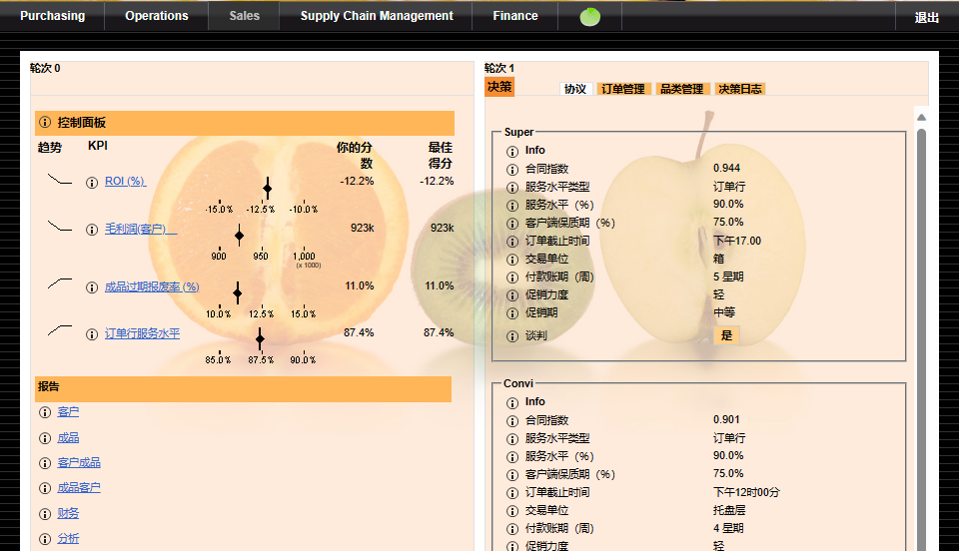 Purchasing Operations Sales Supply Chain Management Finance 退出
轮次 0
控制面板
趋势 KPI 你的分数 最佳得分
ROI (%) -12.2% -12.2%
-15.0% -12.5% -10.0%
毛利润(客户) 923k 923k
900 950 1,000
(x 1000)
成品过期报废率 (%) 11.0% 11.0%
10.0% 12.5% 15.0%
订单行服务水平 87.4% 87.4%
85.0% 87.5% 90.0%
报告
客户
成品
客户成品
成品客户
财务
分析
轮次 1
决策 协议 订单管理 品类管理 决策日志
Super
Info
合同指数 0.944
服务水平类型 订单行
服务水平（%） 90.0%
客户端保质期（%） 75.0%
订单截止时间 下午17.00
交易单位 箱
付款账期（周） 5 星期
促销力度 轻
促销期 中等
谈判 是
Convi
Info
合同指数 0.901
服务水平类型 订单行
服务水平（%） 90.0%
客户端保质期（%） 75.0%
订单截止时间 下午12时00分
交易单位 托盘层
付款账期（周） 4 星期
促销力度 轻